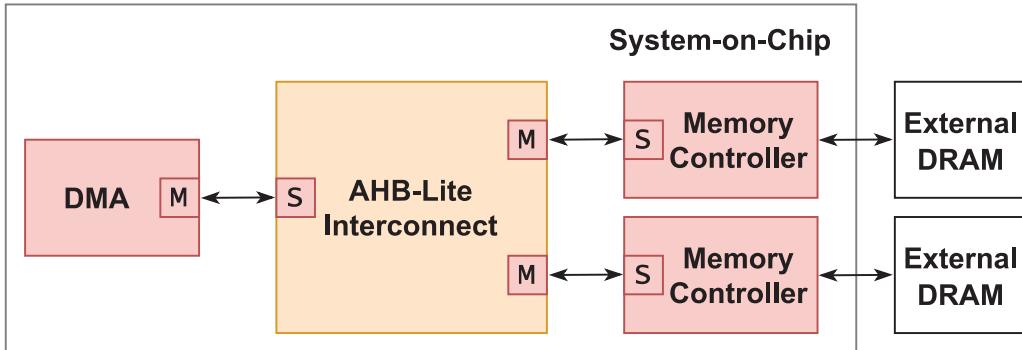 System-on-Chip
DMA
M
S
AHB-Lite
Interconnect
M
S
Memory
Controller
External
DRAM
M
S
Memory
Controller
External
DRAM